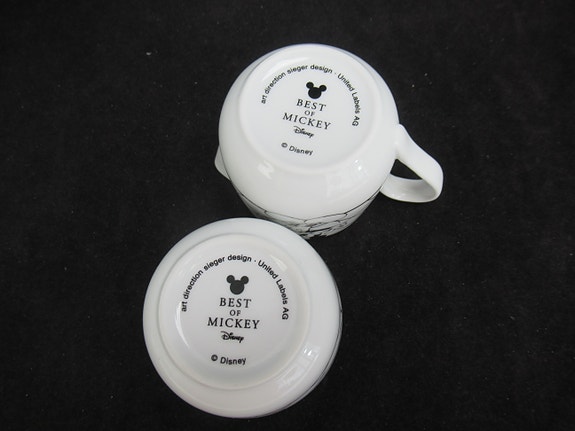 art direction sieger design · United Labels AG
BEST
OF
MICKEY
Disney
© Disney
art direction sieger design · United Labels AG
BEST
OF
MICKEY
Disney
© Disney